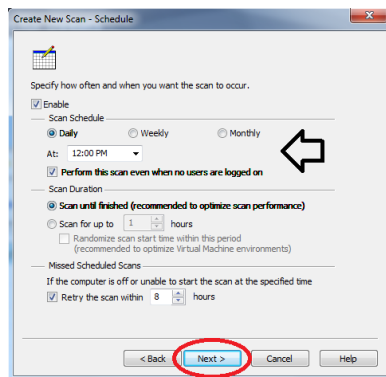 Create New Scan - Schedule
Specify how often and when you want the scan to occur.
Enable
Scan Schedule
Daily Weekly Monthly
At: 12:00 PM
Perform this scan even when no users are logged on
Scan Duration
Scan until finished (recommended to optimize scan performance)
Scan for up to 1 hours
Randomize scan start time within this period
(recommended to optimize Virtual Machine environments)
Missed Scheduled Scans
If the computer is off or unable to start the scan at the specified time
Retry the scan within 8 hours
< Back Next > Cancel Help